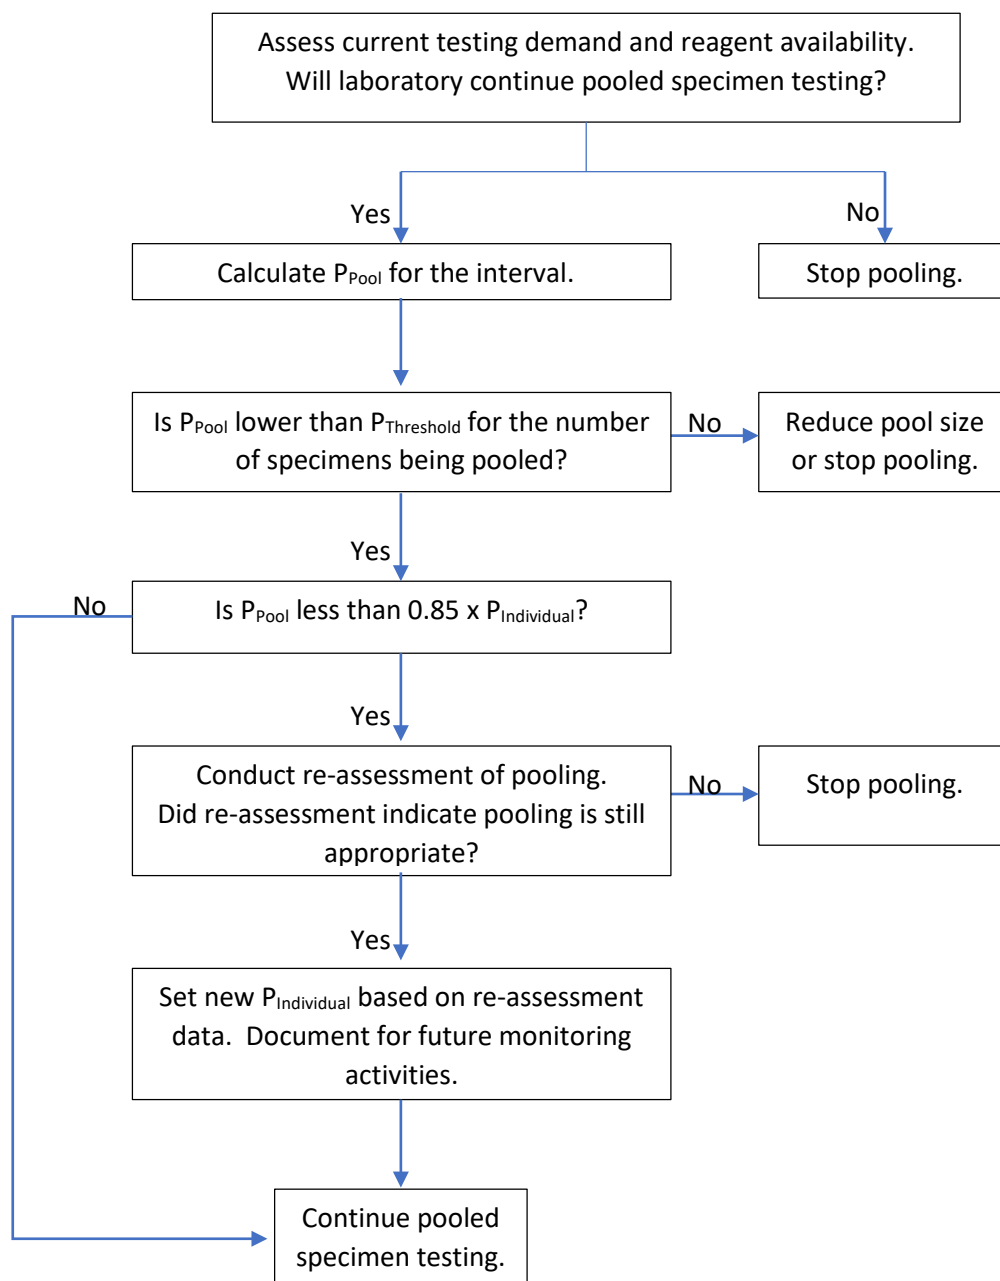 Assess current testing demand and reagent availability.
Will laboratory continue pooled specimen testing?
Yes
No
Calculate PPool for the interval.
Stop pooling.
Is PPool lower than PThreshold for the number
of specimens being pooled?
No
Reduce pool size
or stop pooling.
Yes
No
Is PPool less than 0.85 x PIndividual?
Yes
Conduct re-assessment of pooling.
Did re-assessment indicate pooling is still
appropriate?
No
Stop pooling.
Yes
Set new PIndividual based on re-assessment
data.  Document for future monitoring
activities.
Continue pooled
specimen testing.